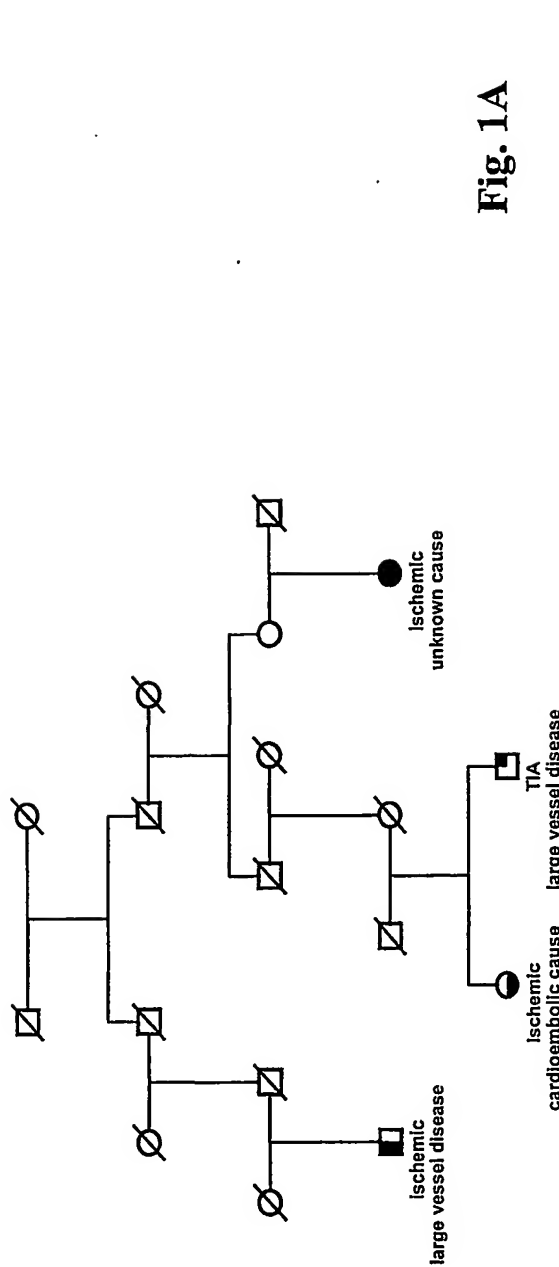 Ischemic
unknown cause
Ischemic
large vessel disease
Ischemic
cardioembolic cause
TIA
large vessel disease
Fig. 1A